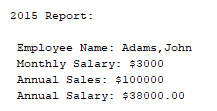 2015 Report:
Employee Name: Adams,John
Monthly Salary: $3000
Annual Sales: $100000
Annual Salary: $38000.00